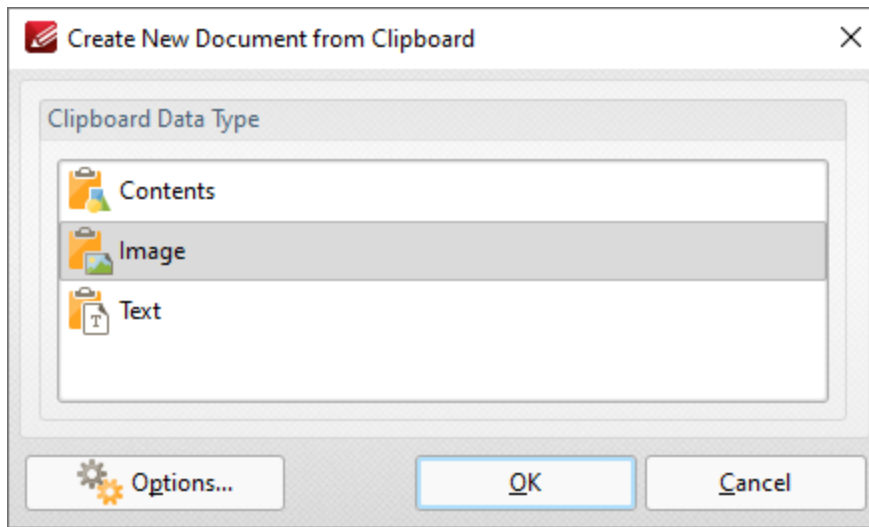 Create New Document from Clipboard
Clipboard Data Type
Contents
Image
T
Text
Options...
OK
Cancel